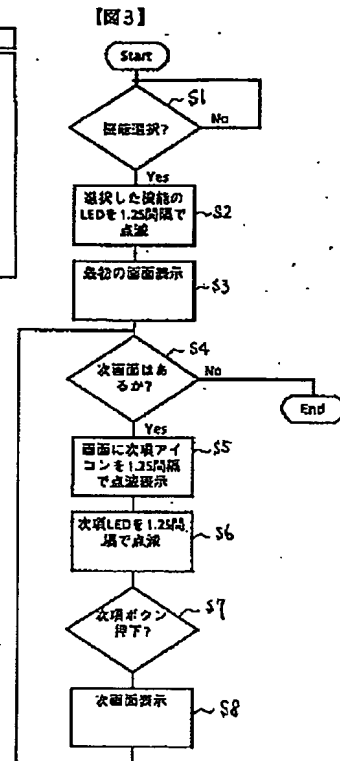 【図3】
Start
S1
機能選択?
No
Yes
選択した機能の
LEDを1.25間隔で
点滅
S2
最初の画面表示
S3
S4
次画面はあ
るか?
No
End
Yes
画面に次項アイ
コンを1.25間隔
で点滅表示
S5
次項LEDを1.25間
隔で点滅
S6
S7
次項ボタン
押下?
次画面表示
S8